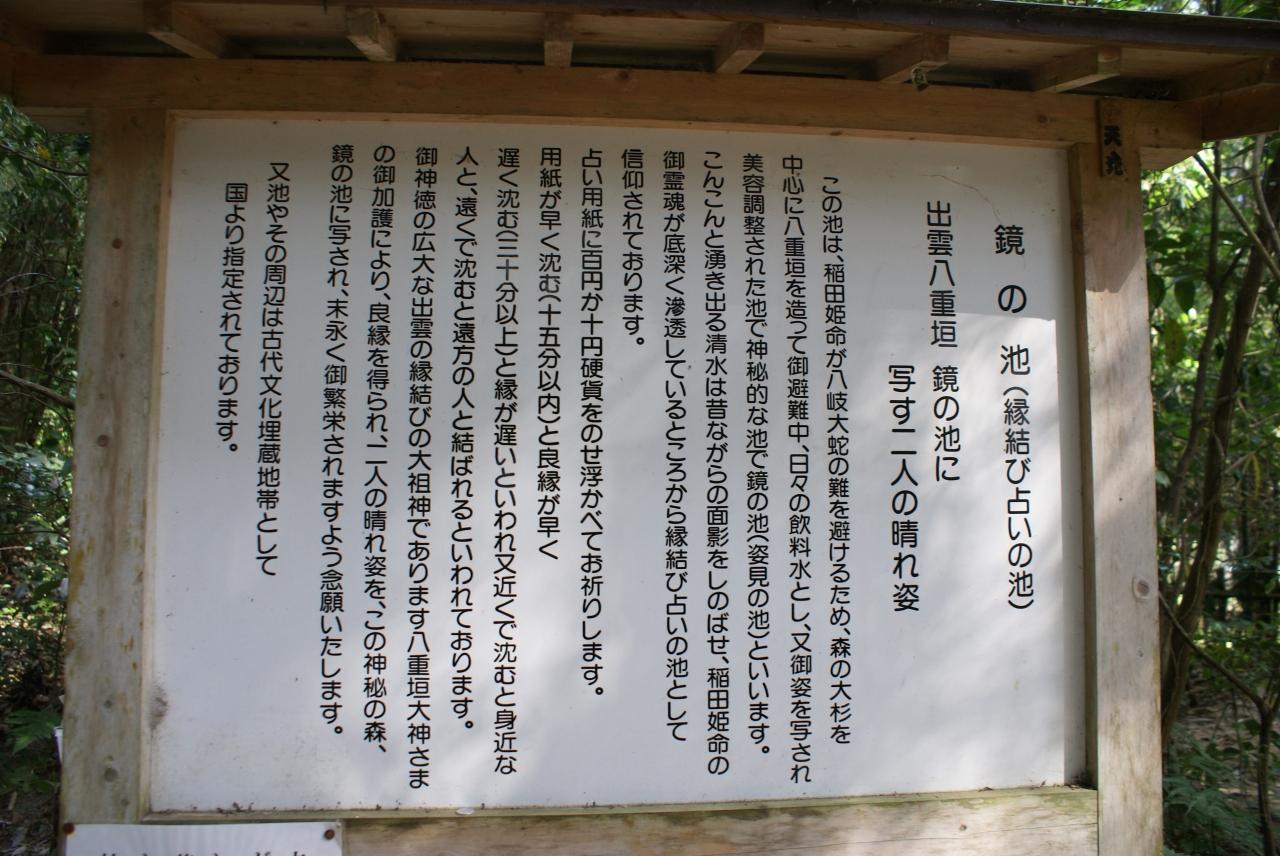 鏡の池（縁結び占いの池）
出雲八重垣 鏡の池に
写す二人の晴れ姿
この池は、稲田姫命が八岐大蛇の難を避けるため、森の大杉を
中心に八重垣を造って御避難中、日々の飲料水とし、又御姿を写され
美容調整された池で神秘的な池で鏡の池（姿見の池）といいます。
こんこんと湧き出る清水は昔ながらの面影をしのばせ、稲田姫命の
御霊魂が底深く滲透しているところから縁結び占いの池として
信仰されております。
占い用紙に百円か十円硬貨をのせ浮かべてお祈りします。
用紙が早く沈む（十五分以内）と良縁が早く
遅く沈む（三十分以上）と縁が遅いといわれ又近くで沈むと身近な
人と、遠くで沈むと遠方の人と結ばれるといわれております。
御神徳の広大な出雲の縁結びの大祖神であります八重垣大神さま
の御加護により、良縁を得られ、二人の晴れ姿を、この神秘の森、
鏡の池に写され、末永く御繁栄されますよう念願いたします。
又池やその周辺は古代文化埋蔵地帯として
国より指定されております。